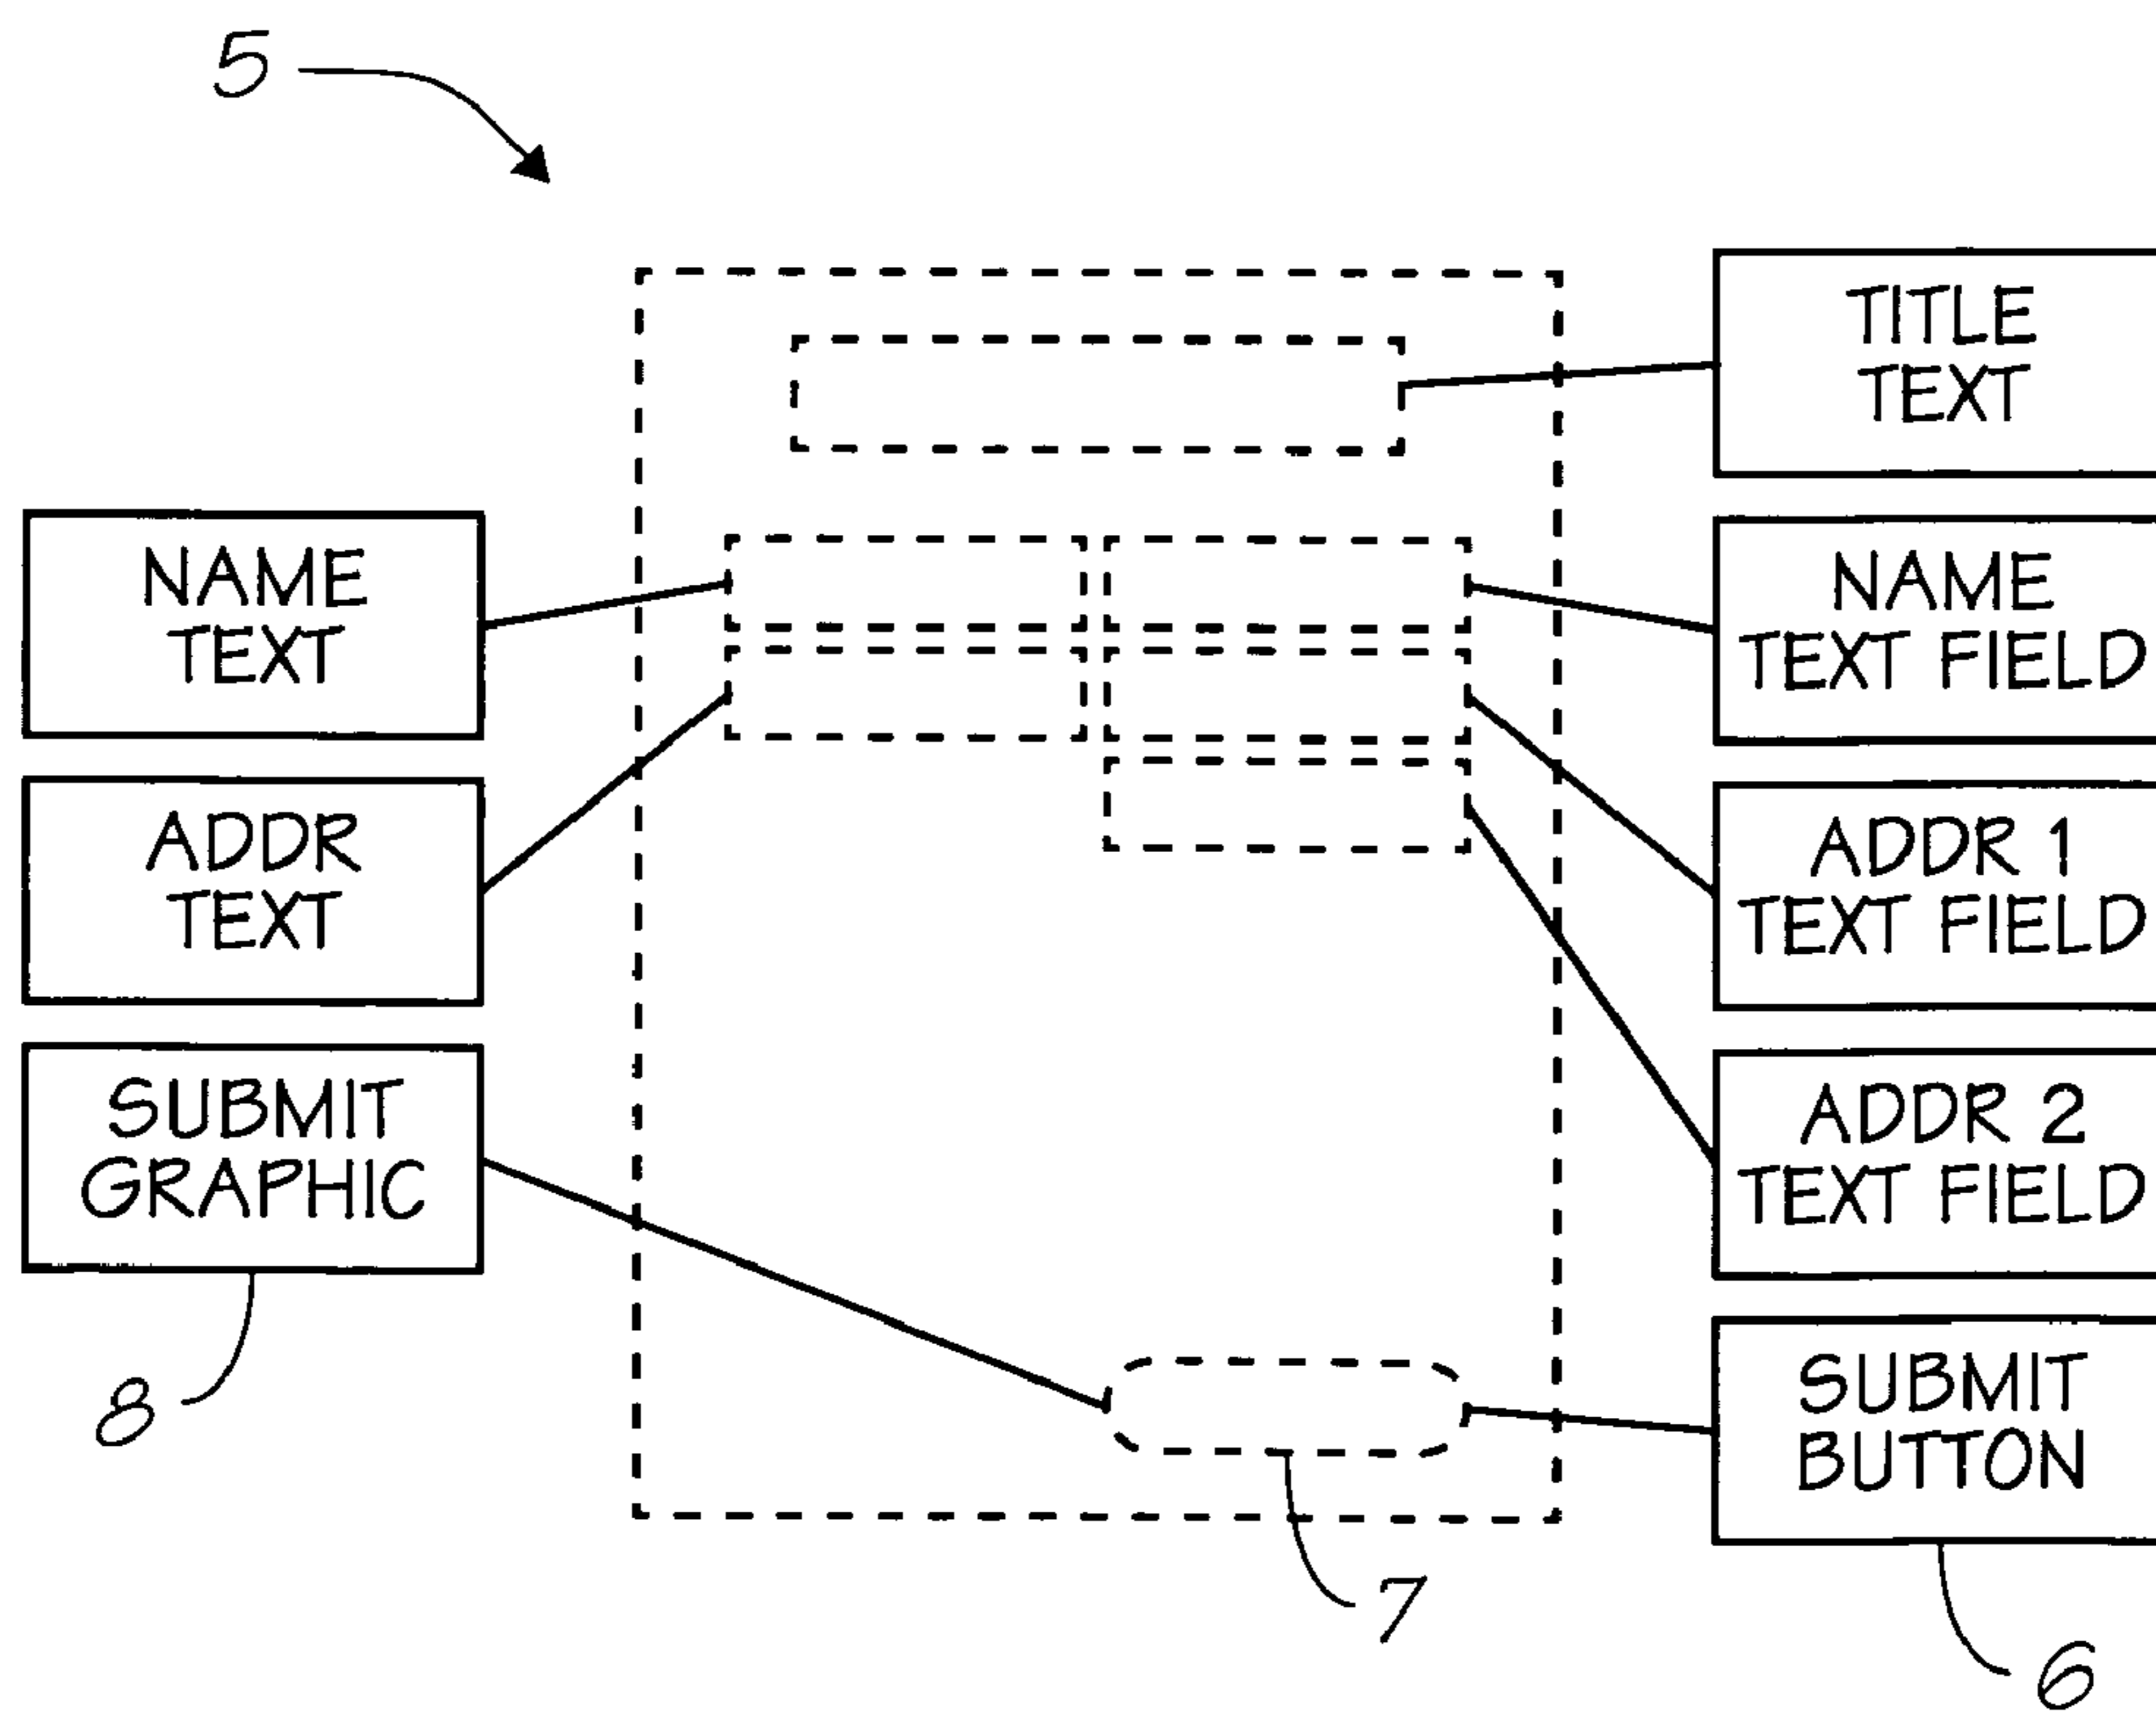 5
TITLE
TEXT
NAME
TEXT
NAME
TEXT FIELD
ADDR
TEXT
ADDR 1
TEXT FIELD
SUBMIT
GRAPHIC
ADDR 2
TEXT FIELD
8
SUBMIT
BUTTON
7
6